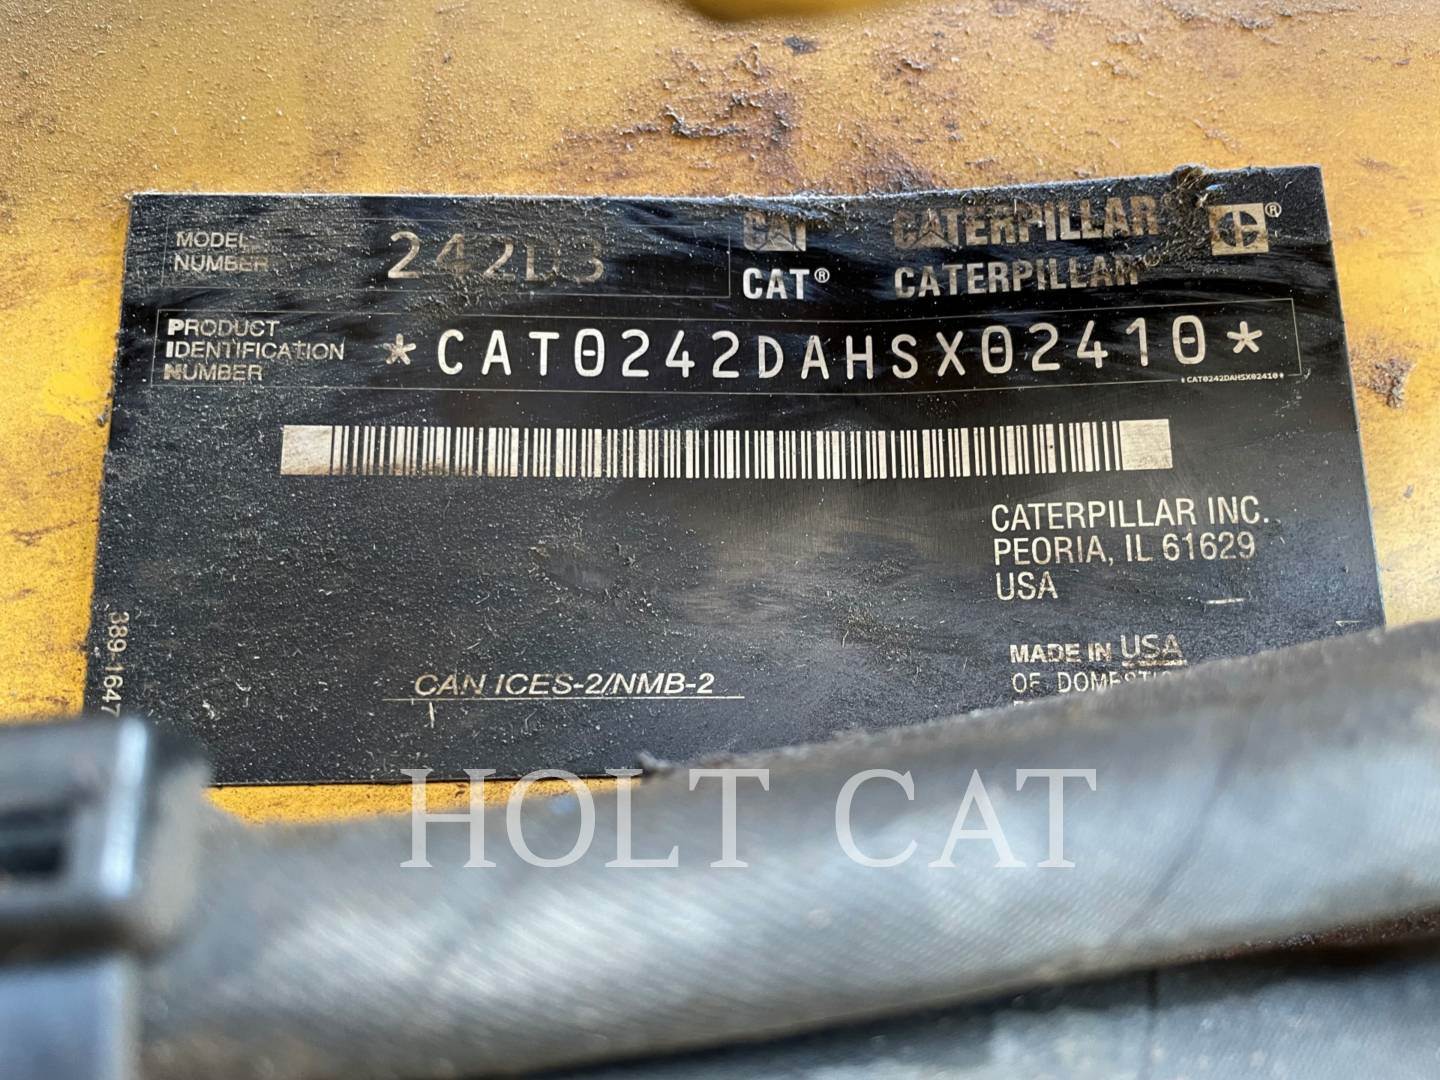 MODEL NUMBER 242D3
CAT CATERPILLAR®
CAT® CATERPILLAR®
PRODUCT IDENTIFICATION NUMBER *CAT0242DAHSX02410*
*CAT0242DAHSX02410*
CATERPILLAR INC.
PEORIA, IL 61629
USA
MADE IN USA
OF
CAN ICES-2/NMB-2
389-1647
HOLT CAT